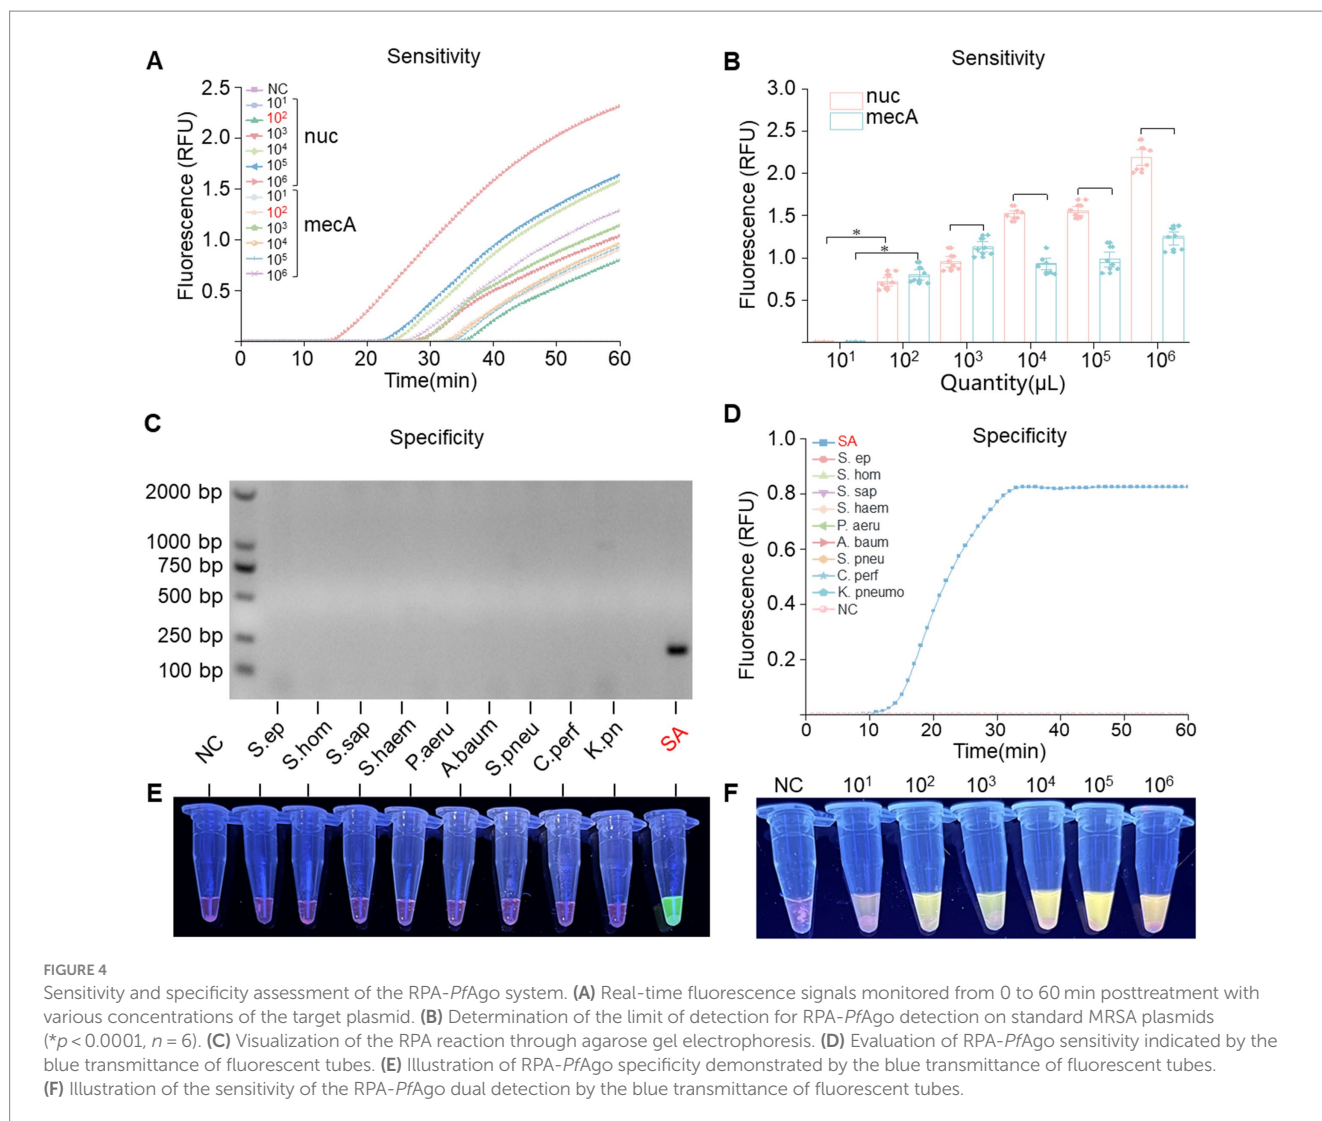 A
Sensitivity
Fluorescence (RFU)
2.5
2.0
1.5
1.0
0.5
NC
10¹
10²
10³
10⁴
10⁵
10⁶
nuc
10¹
10²
10³
10⁴
10⁵
10⁶
mecA
0 10 20 30 40 50 60
Time(min)
B
Sensitivity
Fluorescence (RFU)
3.0
2.5
2.0
1.5
1.0
0.5
nuc
mecA
*
*
10¹ 10² 10³ 10⁴ 10⁵ 10⁶
Quantity(µL)
C
Specificity
2000 bp
1000 bp
750 bp
500 bp
250 bp
100 bp
NC S.ep S.hom S.sap S.haem P.aeru A.baum S.pneu C.perf K.pn SA
D
Specificity
Fluorescence (RFU)
1.0
0.8
0.6
0.4
0.2
SA
S. ep
S. hom
S. sap
S. haem
P. aeru
A. baum
S. pneu
C. perf
K. pneumo
NC
0 10 20 30 40 50 60
Time(min)
E
F
NC 10¹ 10² 10³ 10⁴ 10⁵ 10⁶
FIGURE 4
Sensitivity and specificity assessment of the RPA-PfAgo system. (A) Real-time fluorescence signals monitored from 0 to 60 min posttreatment with
various concentrations of the target plasmid. (B) Determination of the limit of detection for RPA-PfAgo detection on standard MRSA plasmids
(*p < 0.0001, n = 6). (C) Visualization of the RPA reaction through agarose gel electrophoresis. (D) Evaluation of RPA-PfAgo sensitivity indicated by the
blue transmittance of fluorescent tubes. (E) Illustration of RPA-PfAgo specificity demonstrated by the blue transmittance of fluorescent tubes.
(F) Illustration of the sensitivity of the RPA-PfAgo dual detection by the blue transmittance of fluorescent tubes.